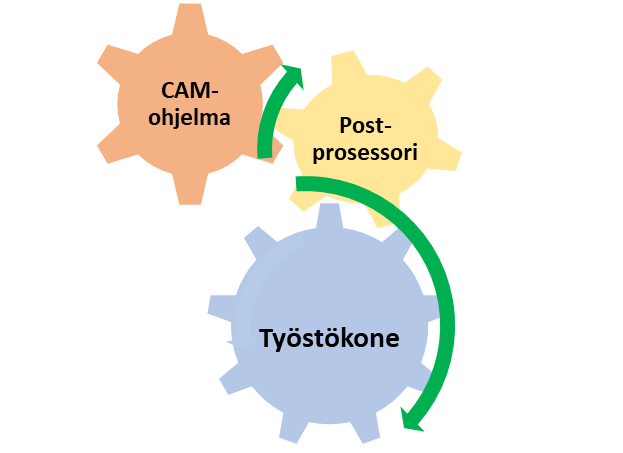 CAM-
ohjelma
Post-
prosessori
Työstökone